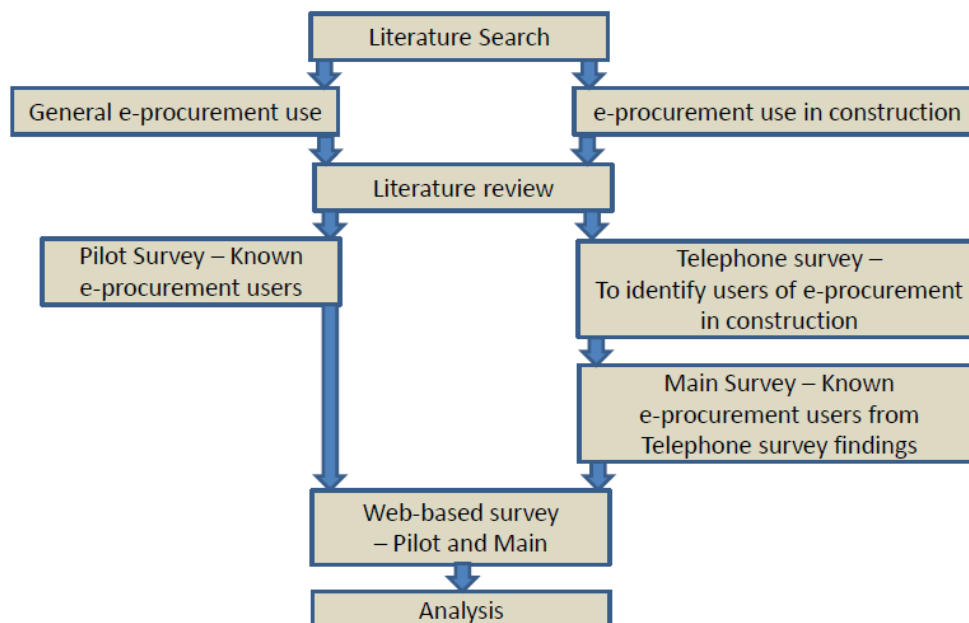 Literature Search
General e-procurement use
e-procurement use in construction
Literature review
Pilot Survey – Known
e-procurement users
Telephone survey –
To identify users of e-procurement
in construction
Main Survey – Known
e-procurement users from
Telephone survey findings
Web-based survey
– Pilot and Main
Analysis